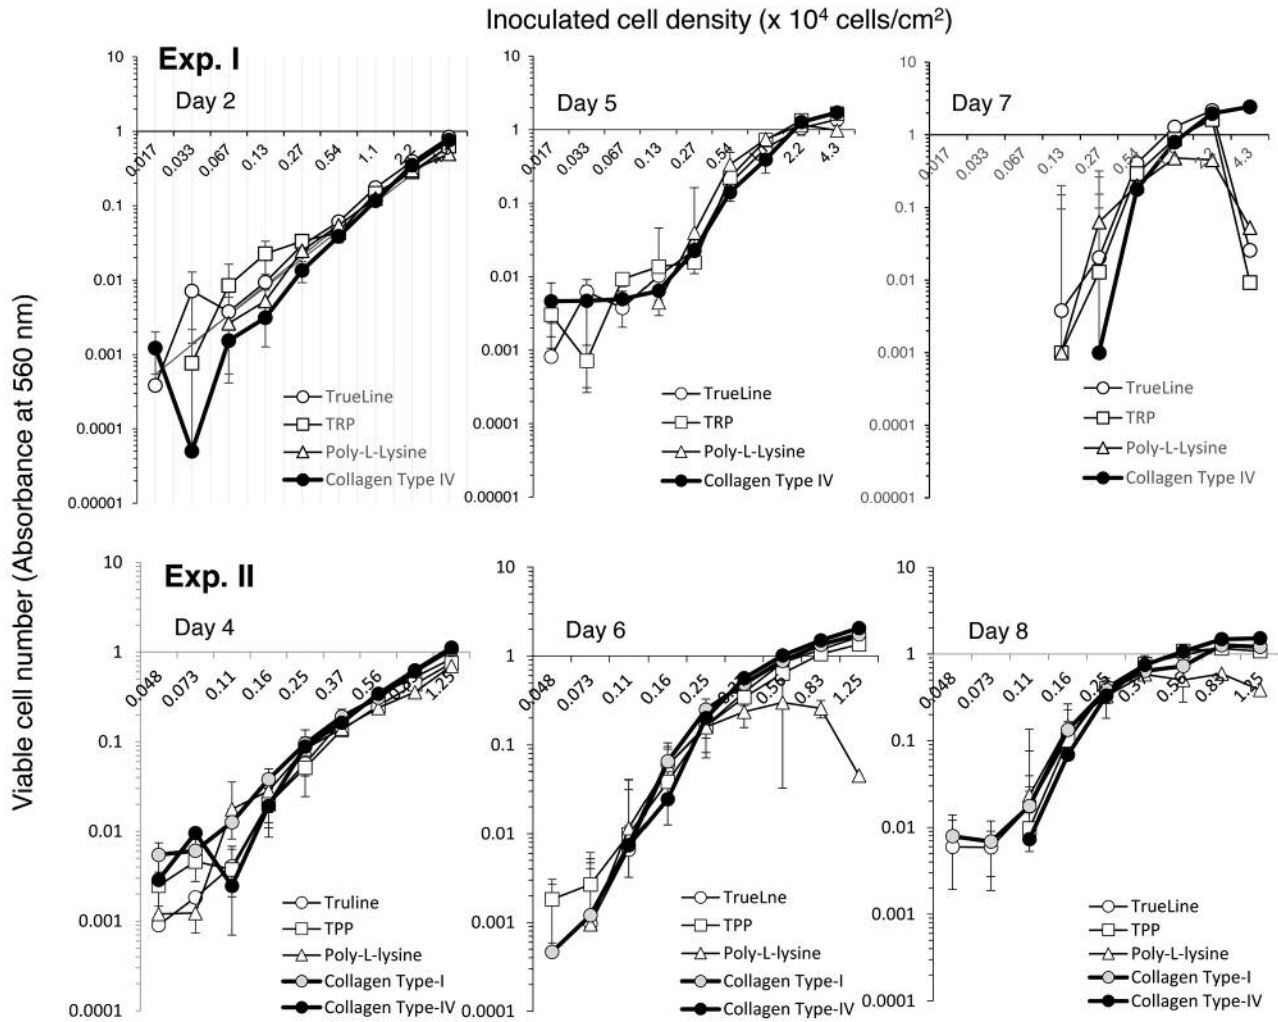 Inoculated cell density (x 10⁴ cells/cm²)
Viable cell number (Absorbance at 560 nm)
Exp. I
Day 2
10
1
0.1
0.01
0.001
0.0001
0.00001
0.017 0.033 0.067 0.13 0.27 0.54 1.1 2.2
TrueLine
TRP
Poly-L-Lysine
Collagen Type IV
Day 5
10
1
0.1
0.01
0.001
0.0001
0.00001
0.017 0.033 0.067 0.13 0.27 0.54 2.2 4.3
TrueLine
TRP
Poly-L-Lysine
Collagen Type IV
Day 7
10
1
0.1
0.01
0.001
0.0001
0.00001
0.017 0.033 0.067 0.13 0.27 0.54 4.3
TrueLine
TRP
Poly-L-Lysine
Collagen Type IV
Exp. II
Day 4
10
1
0.1
0.01
0.001
0.0001
0.048 0.073 0.11 0.16 0.25 0.37 0.56 1.25
Truline
TPP
Poly-L-lysine
Collagen Type-I
Collagen Type-IV
Day 6
10
1
0.1
0.01
0.001
0.0001
0.048 0.073 0.11 0.16 0.25 0.56 0.83 1.25
TrueLne
TPP
Poly-L-lysine
Collagen Type-I
Collagen Type-IV
Day 8
10
1
0.1
0.01
0.001
0.0001
0.048 0.073 0.11 0.16 0.37 0.83
TrueLne
TPP
Poly-L-lysine
Collagen Type-I
Collagen Type-IV